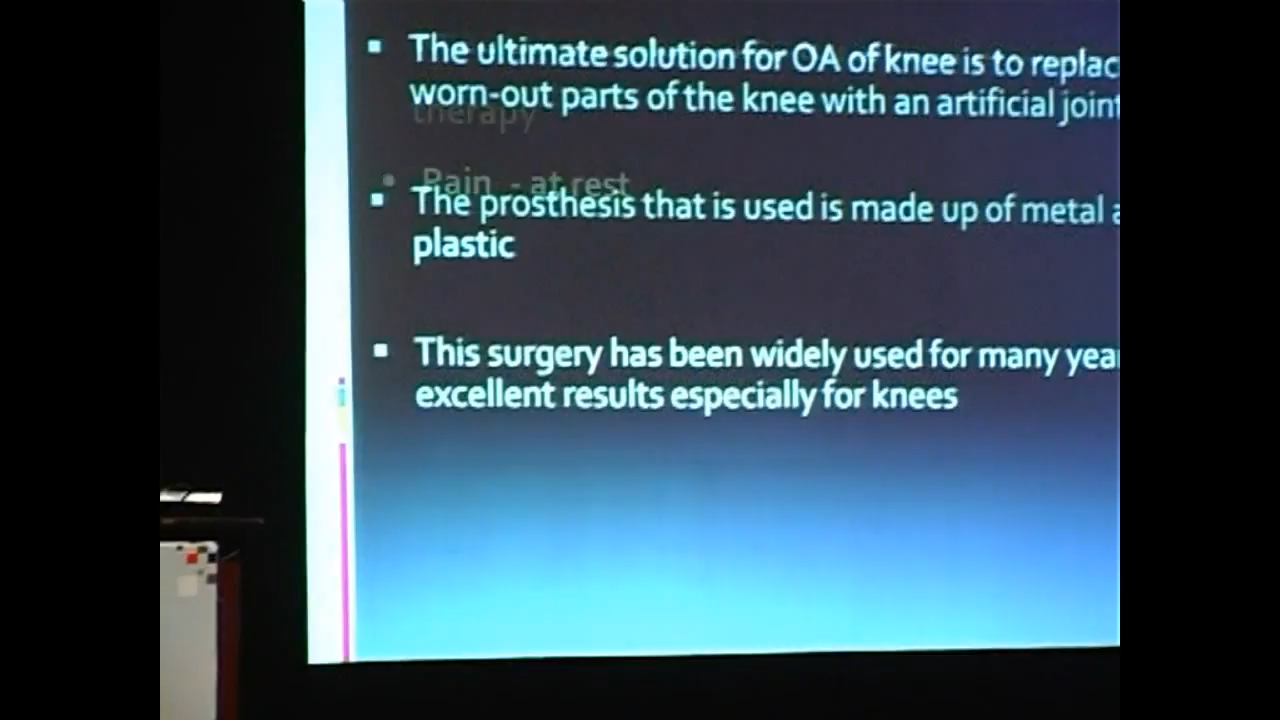 ▪ The ultimate solution for OA of knee is to replac
worn-out parts of the knee with an artificial joint
therapy
• Pain - at rest
▪ The prosthesis that is used is made up of metal a
plastic
▪ This surgery has been widely used for many yea
excellent results especially for knees